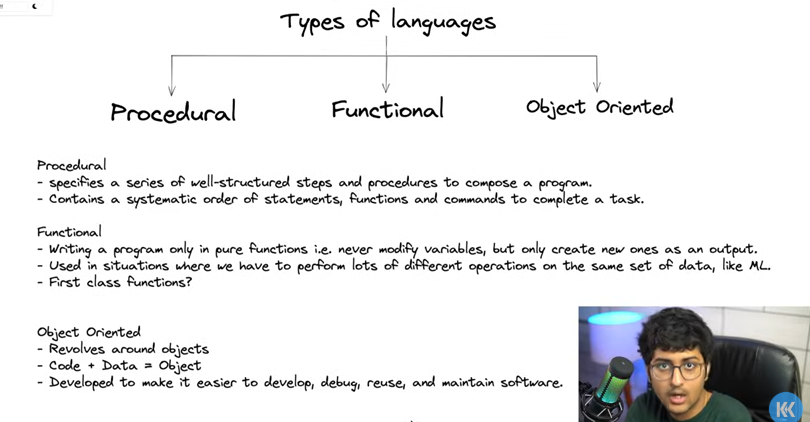 Types of languages
Procedural Functional Object Oriented
Procedural
- specifies a series of well-structured steps and procedures to compose a program.
- Contains a systematic order of statements, functions and commands to complete a task.
Functional
- Writing a program only in pure functions i.e. never modify variables, but only create new ones as an output.
- Used in situations where we have to perform lots of different operations on the same set of data, like ML.
- First class functions?
Object Oriented
- Revolves around objects
- Code + Data = Object
- Developed to make it easier to develop, debug, reuse, and maintain software.
KK